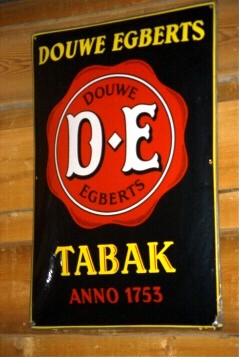 DOUWE EGBERTS
DOUWE
D·E
EGBERTS
TABAK
ANNO 1753